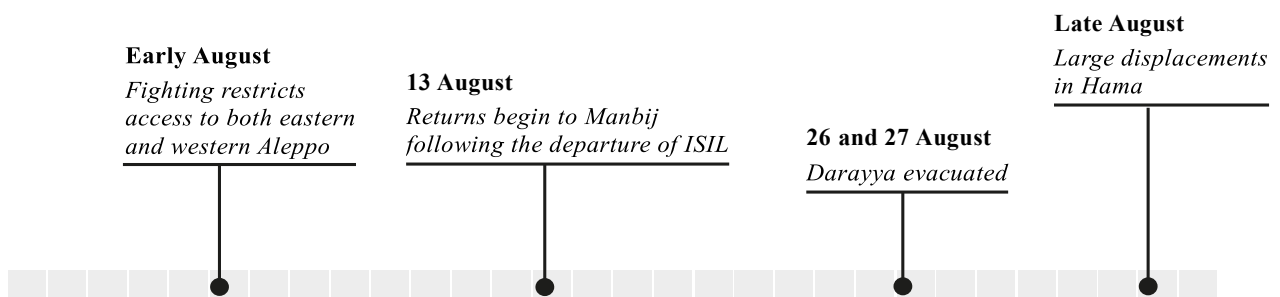 Early August
Fighting restricts
access to both eastern
and western Aleppo
13 August
Returns begin to Manbij
following the departure of ISIL
26 and 27 August
Darayya evacuated
Late August
Large displacements
in Hama